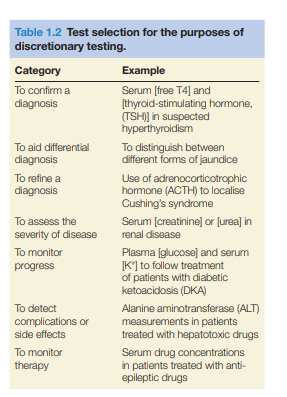 Table 1.2 Test selection for the purposes of
discretionary testing.
Category Example
To confirm a Serum [free T4] and
diagnosis [thyroid-stimulating hormone,
(TSH)] in suspected
hyperthyroidism
To aid differential To distinguish between
diagnosis different forms of jaundice
To refine a Use of adrenocorticotrophic
diagnosis hormone (ACTH) to localise
Cushing's syndrome
To assess the Serum [creatinine] or [urea] in
severity of disease renal disease
To monitor Plasma [glucose] and serum
progress [K⁺] to follow treatment
of patients with diabetic
ketoacidosis (DKA)
To detect Alanine aminotransferase (ALT)
complications or measurements in patients
side effects treated with hepatotoxic drugs
To monitor Serum drug concentrations
therapy in patients treated with anti-
epileptic drugs